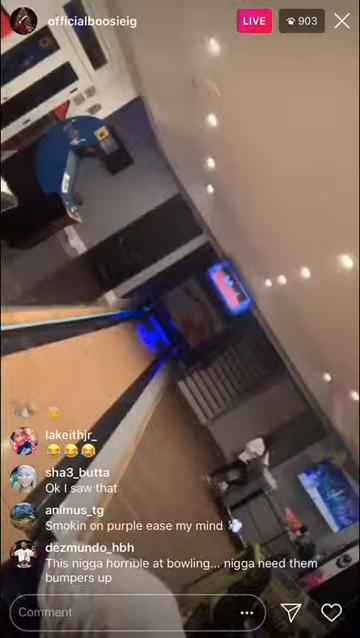 officialboosieig
LIVE
903
lakeithjr_
😂😂😂
sha3_butta
Ok I saw that
animus_tg
Smokin on purple ease my mind
dezmundo_hbh
This nigga horrible at bowling... nigga need them
bumpers up
Comment